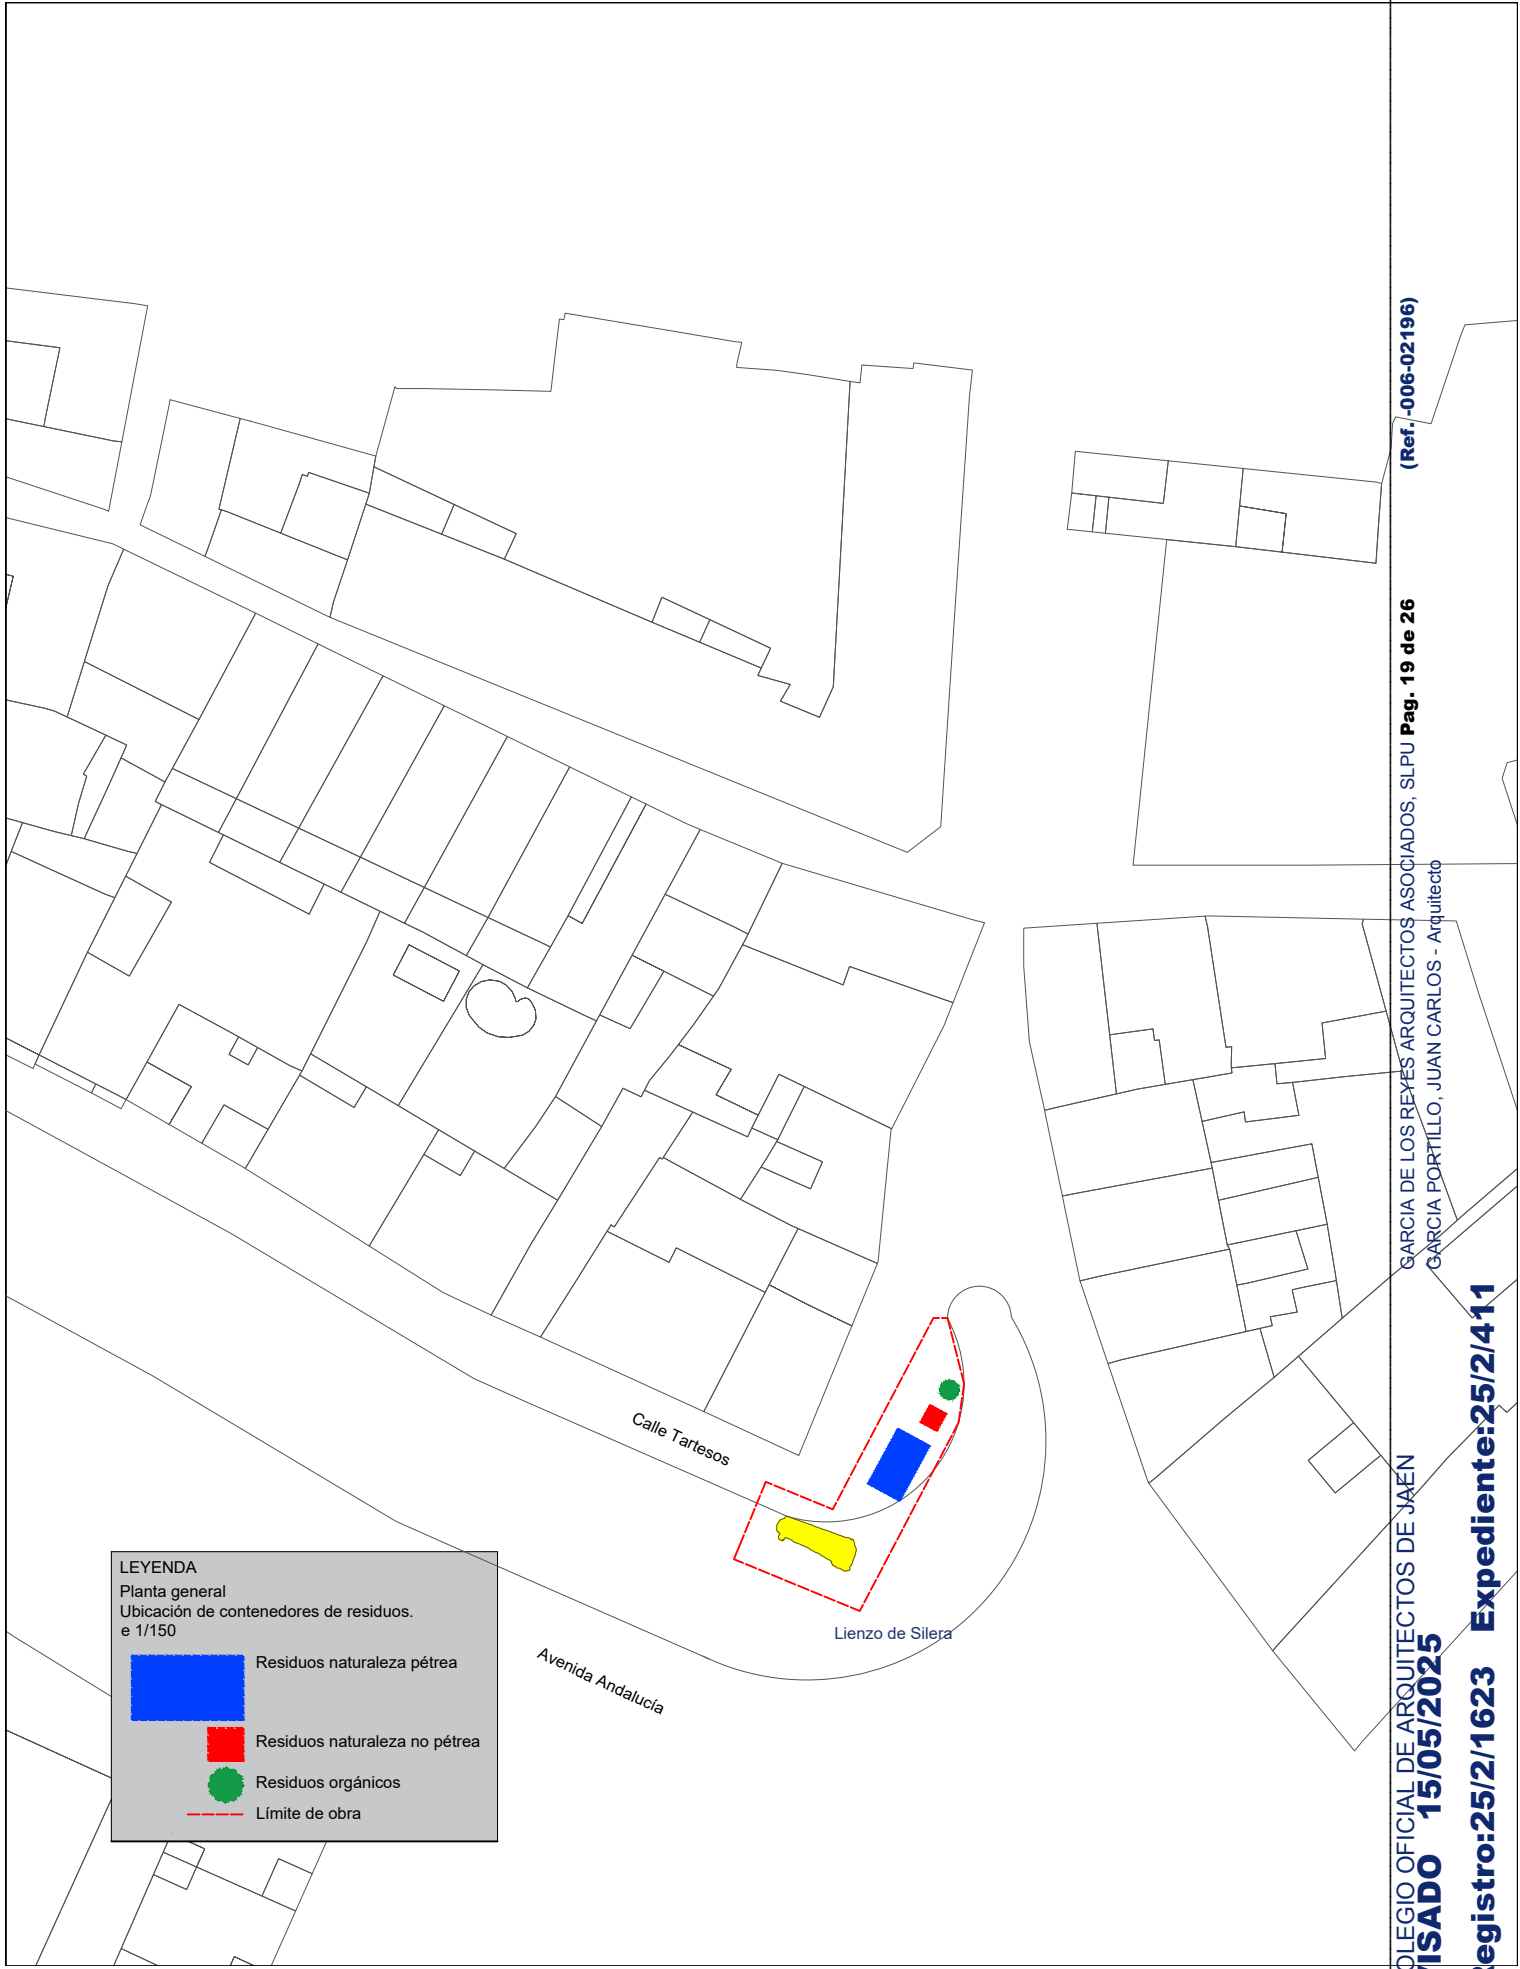 Calle Tartesos
Lienzo de Silera
Avenida Andalucía
LEYENDA
Planta general
Ubicación de contenedores de residuos.
e 1/150
Residuos naturaleza pétrea
Residuos naturaleza no pétrea
Residuos orgánicos
Límite de obra
GARCIA DE LOS REYES ARQUITECTOS ASOCIADOS, SLPU Pag. 19 de 26 (Ref.-006-02196)
GARCIA PORTILLO, JUAN CARLOS - Arquitecto
OLEGIO OFICIAL DE ARQUITECTOS DE JAEN
ISADO 15/05/2025
egistro:25/2/1623 Expediente:25/2/411